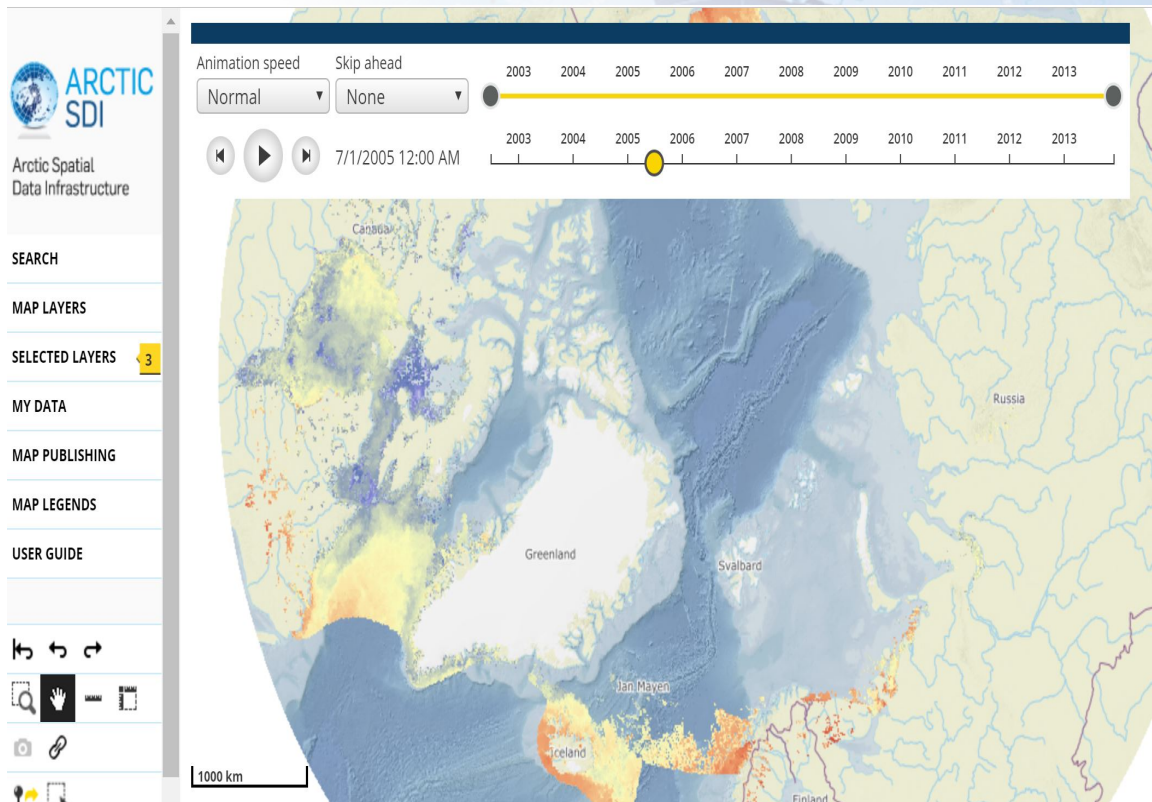 ARCTIC
SDI
Arctic Spatial
Data Infrastructure
SEARCH
MAP LAYERS
SELECTED LAYERS 3
MY DATA
MAP PUBLISHING
MAP LEGENDS
USER GUIDE
Animation speed Skip ahead
Normal None
2003 2004 2005 2006 2007 2008 2009 2010 2011 2012 2013
7/1/2005 12:00 AM
2003 2004 2005 2006 2007 2008 2009 2010 2011 2012 2013
Canada
Russia
Greenland
Svalbard
Jan Mayen
Iceland
Finland
1000 km